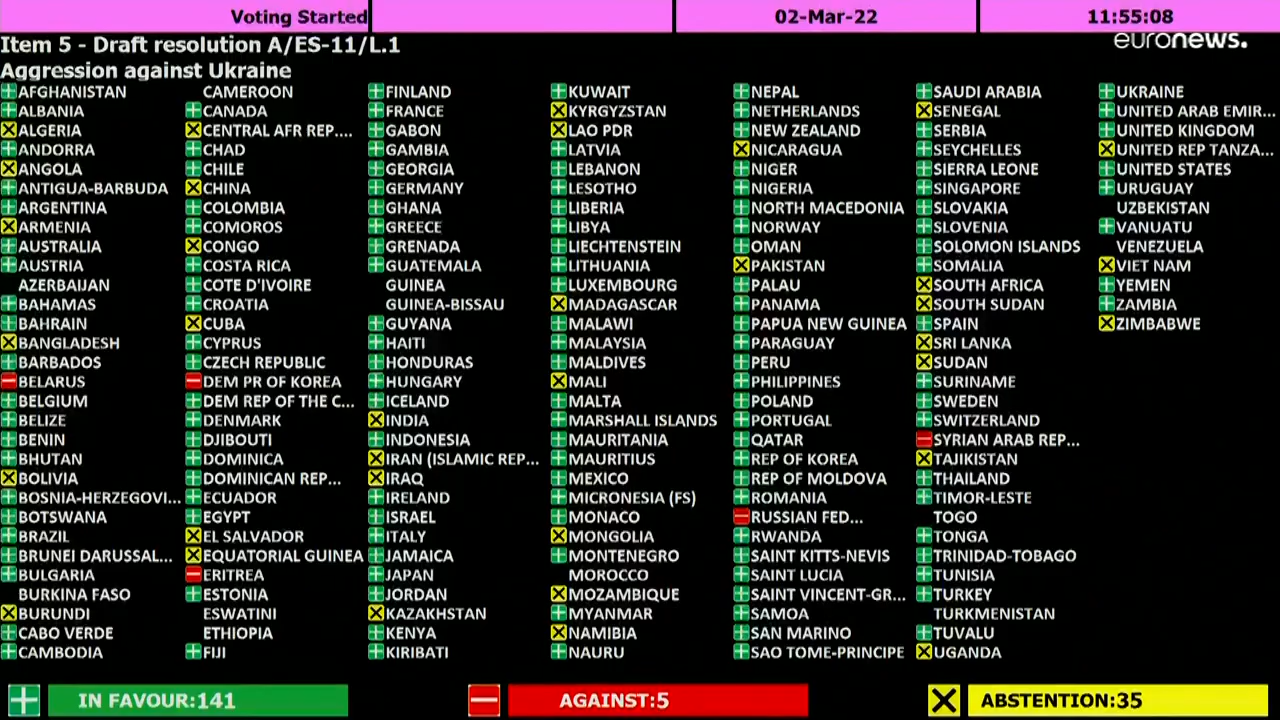 Voting Started
02-Mar-22
11:55:08
Item 5 - Draft resolution A/ES-11/L.1
euronews.
Aggression against Ukraine
AFGHANISTAN
ALBANIA
ALGERIA
ANDORRA
ANGOLA
ANTIGUA-BARBUDA
ARGENTINA
ARMENIA
AUSTRALIA
AUSTRIA
AZERBAIJAN
BAHAMAS
BAHRAIN
BANGLADESH
BARBADOS
BELARUS
BELGIUM
BELIZE
BENIN
BHUTAN
BOLIVIA
BOSNIA-HERZEGOVI...
BOTSWANA
BRAZIL
BRUNEI DARUSSAL...
BULGARIA
BURKINA FASO
BURUNDI
CABO VERDE
CAMBODIA
CAMEROON
CANADA
CENTRAL AFR REP....
CHAD
CHILE
CHINA
COLOMBIA
COMOROS
CONGO
COSTA RICA
COTE D'IVOIRE
CROATIA
CUBA
CYPRUS
CZECH REPUBLIC
DEM PR OF KOREA
DEM REP OF THE C...
DENMARK
DJIBOUTI
DOMINICA
DOMINICAN REP...
ECUADOR
EGYPT
EL SALVADOR
EQUATORIAL GUINEA
ERITREA
ESTONIA
ESWATINI
ETHIOPIA
FIJI
FINLAND
FRANCE
GABON
GAMBIA
GEORGIA
GERMANY
GHANA
GREECE
GRENADA
GUATEMALA
GUINEA
GUINEA-BISSAU
GUYANA
HAITI
HONDURAS
HUNGARY
ICELAND
INDIA
INDONESIA
IRAN (ISLAMIC REP...
IRAQ
IRELAND
ISRAEL
ITALY
JAMAICA
JAPAN
JORDAN
KAZAKHSTAN
KENYA
KIRIBATI
KUWAIT
KYRGYZSTAN
LAO PDR
LATVIA
LEBANON
LESOTHO
LIBERIA
LIBYA
LIECHTENSTEIN
LITHUANIA
LUXEMBOURG
MADAGASCAR
MALAWI
MALAYSIA
MALDIVES
MALI
MALTA
MARSHALL ISLANDS
MAURITANIA
MAURITIUS
MEXICO
MICRONESIA (FS)
MONACO
MONGOLIA
MONTENEGRO
MOROCCO
MOZAMBIQUE
MYANMAR
NAMIBIA
NAURU
NEPAL
NETHERLANDS
NEW ZEALAND
NICARAGUA
NIGER
NIGERIA
NORTH MACEDONIA
NORWAY
OMAN
PAKISTAN
PALAU
PANAMA
PAPUA NEW GUINEA
PARAGUAY
PERU
PHILIPPINES
POLAND
PORTUGAL
QATAR
REP OF KOREA
REP OF MOLDOVA
ROMANIA
RUSSIAN FED...
RWANDA
SAINT KITTS-NEVIS
SAINT LUCIA
SAINT VINCENT-GR...
SAMOA
SAN MARINO
SAO TOME-PRINCIPE
SAUDI ARABIA
SENEGAL
SERBIA
SEYCHELLES
SIERRA LEONE
SINGAPORE
SLOVAKIA
SLOVENIA
SOLOMON ISLANDS
SOMALIA
SOUTH AFRICA
SOUTH SUDAN
SPAIN
SRI LANKA
SUDAN
SURINAME
SWEDEN
SWITZERLAND
SYRIAN ARAB REP...
TAJIKISTAN
THAILAND
TIMOR-LESTE
TOGO
TONGA
TRINIDAD-TOBAGO
TUNISIA
TURKEY
TURKMENISTAN
TUVALU
UGANDA
UKRAINE
UNITED ARAB EMIR...
UNITED KINGDOM
UNITED REP TANZA...
UNITED STATES
URUGUAY
UZBEKISTAN
VANUATU
VENEZUELA
VIET NAM
YEMEN
ZAMBIA
ZIMBABWE
IN FAVOUR:141
AGAINST:5
ABSTENTION:35